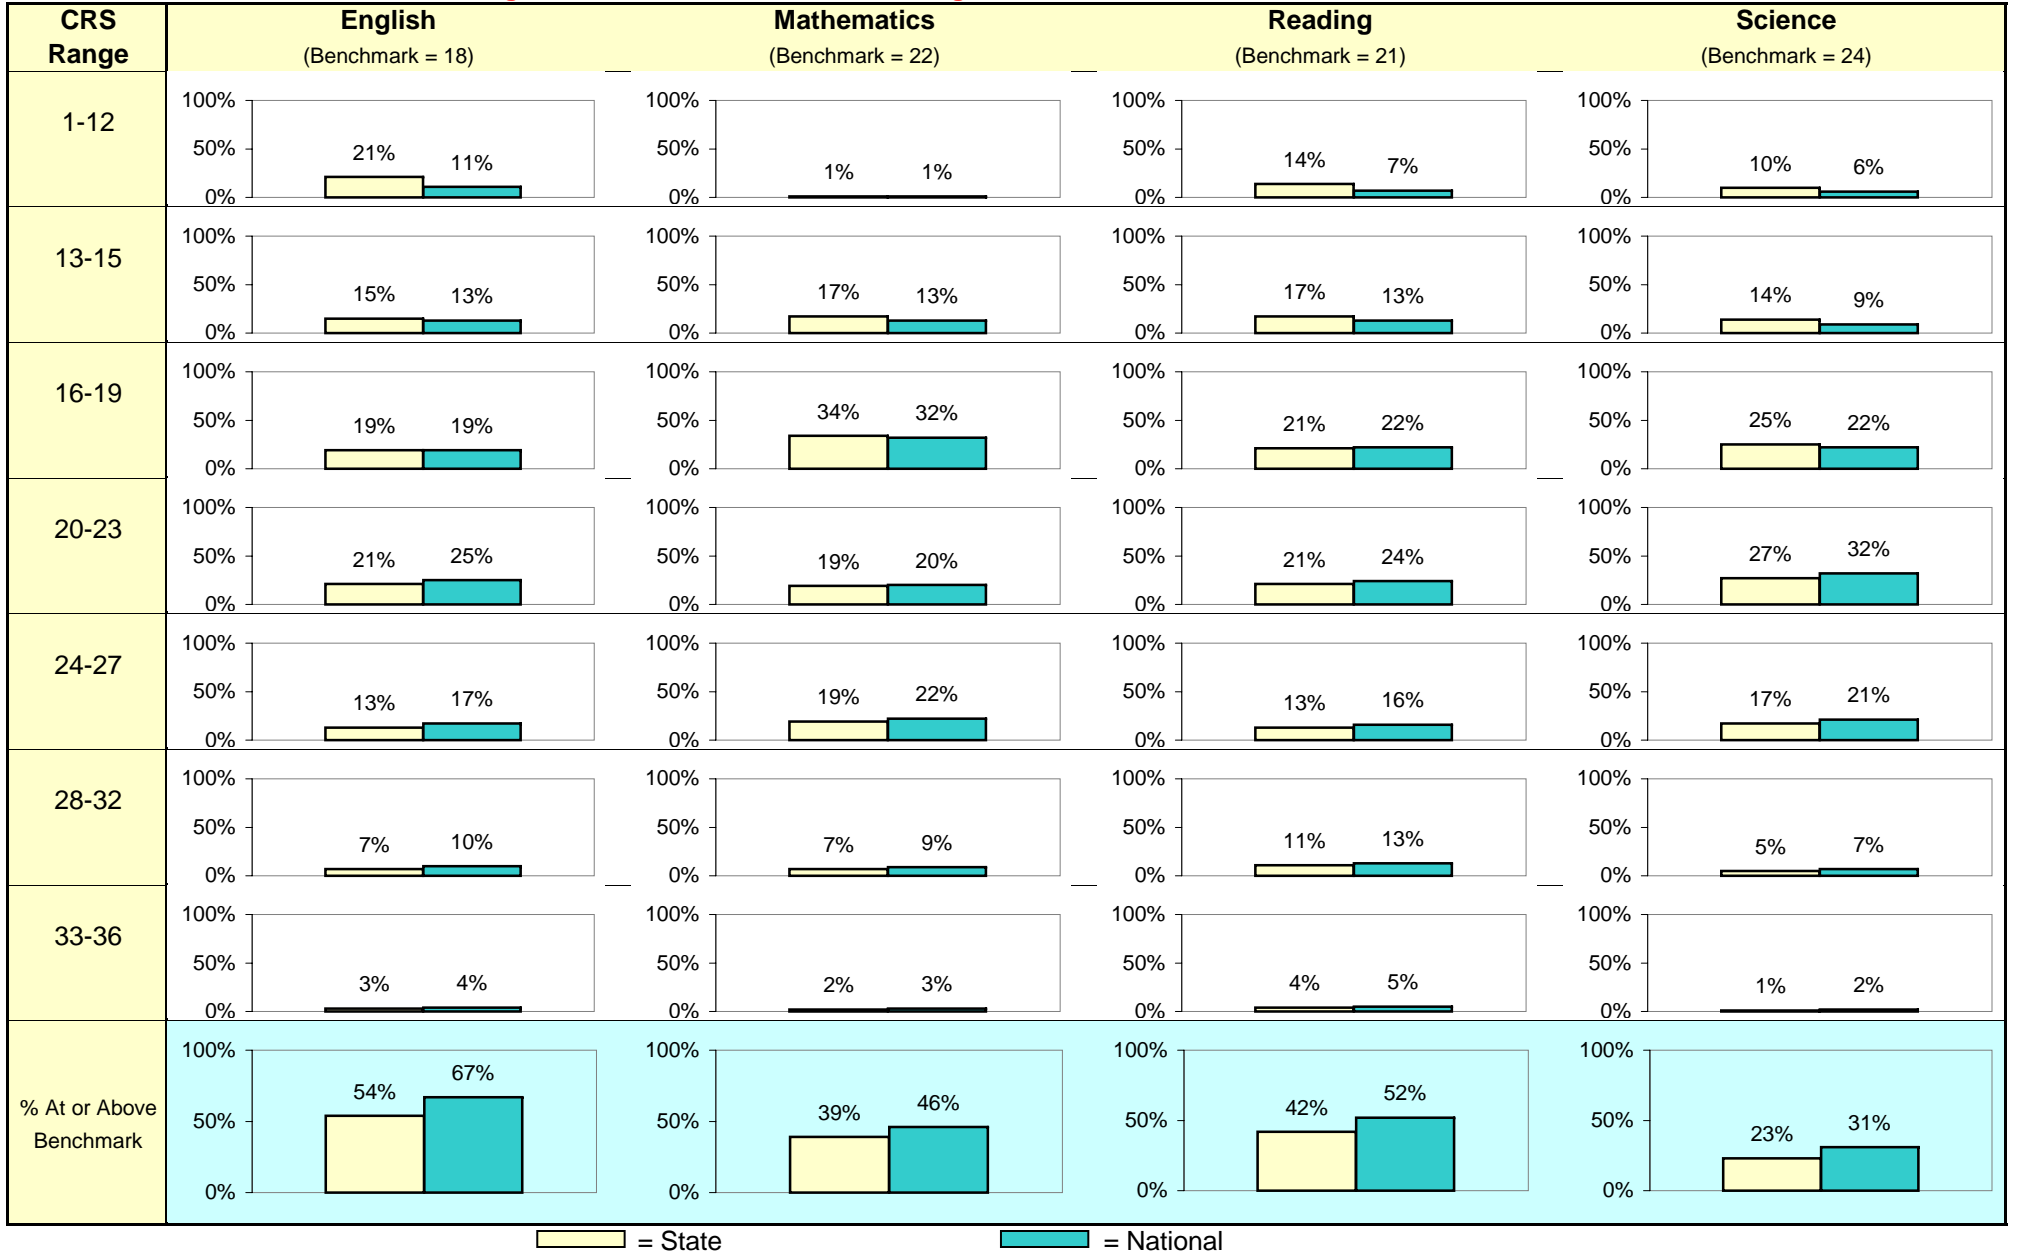 CRS Range English Mathematics Reading Science
(Benchmark = 18) (Benchmark = 22) (Benchmark = 21) (Benchmark = 24)
1-12
100% 50% 0% 21% 11%
100% 50% 0% 1% 1%
100% 50% 0% 14% 7%
100% 50% 0% 10% 6%
13-15
100% 50% 0% 15% 13%
100% 50% 0% 17% 13%
100% 50% 0% 17% 13%
100% 50% 0% 14% 9%
16-19
100% 50% 0% 19% 19%
100% 50% 0% 34% 32%
100% 50% 0% 21% 22%
100% 50% 0% 25% 22%
20-23
100% 50% 0% 21% 25%
100% 50% 0% 19% 20%
100% 50% 0% 21% 24%
100% 50% 0% 27% 32%
24-27
100% 50% 0% 13% 17%
100% 50% 0% 19% 22%
100% 50% 0% 13% 16%
100% 50% 0% 17% 21%
28-32
100% 50% 0% 7% 10%
100% 50% 0% 7% 9%
100% 50% 0% 11% 13%
100% 50% 0% 5% 7%
33-36
100% 50% 0% 3% 4%
100% 50% 0% 2% 3%
100% 50% 0% 4% 5%
100% 50% 0% 1% 2%
% At or Above
Benchmark
100% 50% 0% 54% 67%
100% 50% 0% 39% 46%
100% 50% 0% 42% 52%
100% 50% 0% 23% 31%
= State = National